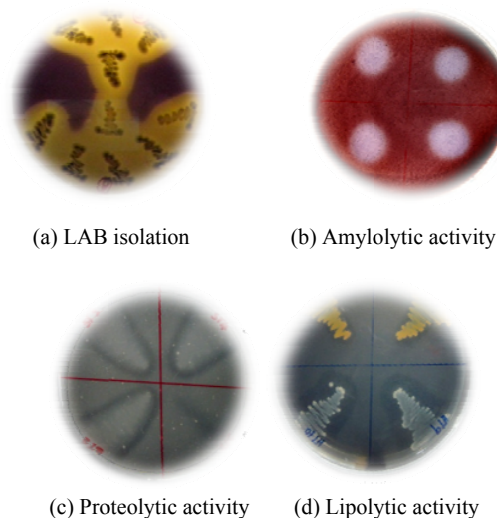 (a) LAB isolation
(b) Amylolytic activity
(c) Proteolytic activity
(d) Lipolytic activity